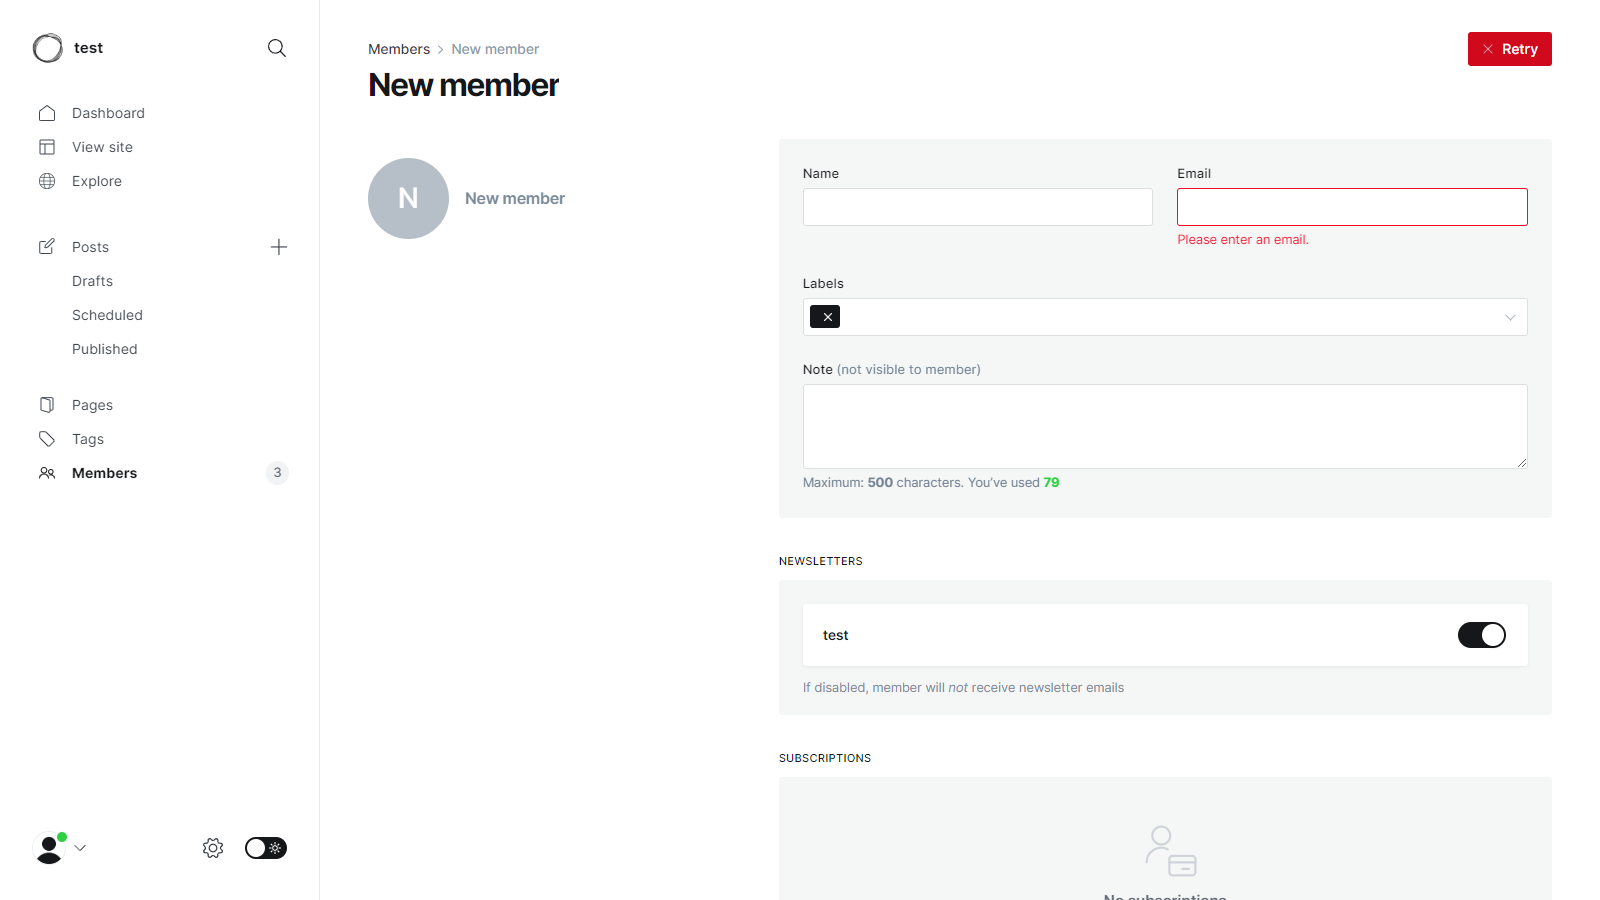 test
Dashboard
View site
Explore
Posts
Drafts
Scheduled
Published
Pages
Tags
Members 3
Members > New member
New member
Retry
N New member
Name
Email
Please enter an email.
Labels
Note (not visible to member)
Maximum: 500 characters. You've used 79
NEWSLETTERS
test
If disabled, member will not receive newsletter emails
SUBSCRIPTIONS
No subscriptions